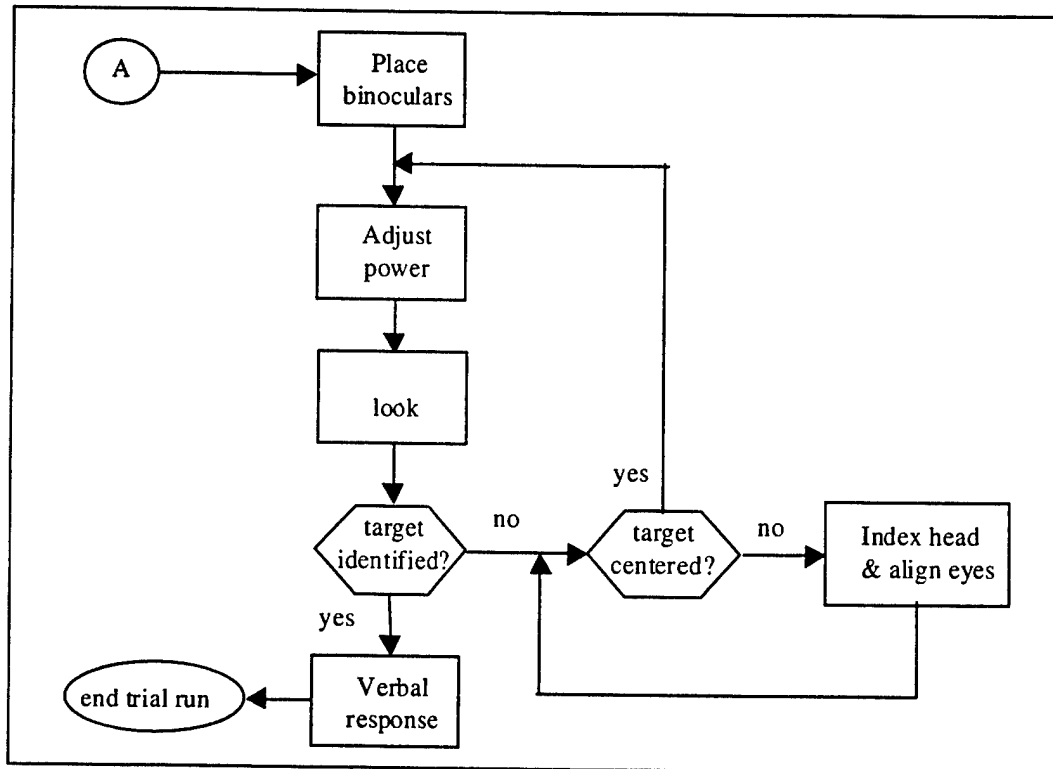 A
Place
binoculars
Adjust
power
look
yes
target
identified?
no
target
centered?
no
Index head
& align eyes
yes
Verbal
response
end trial run